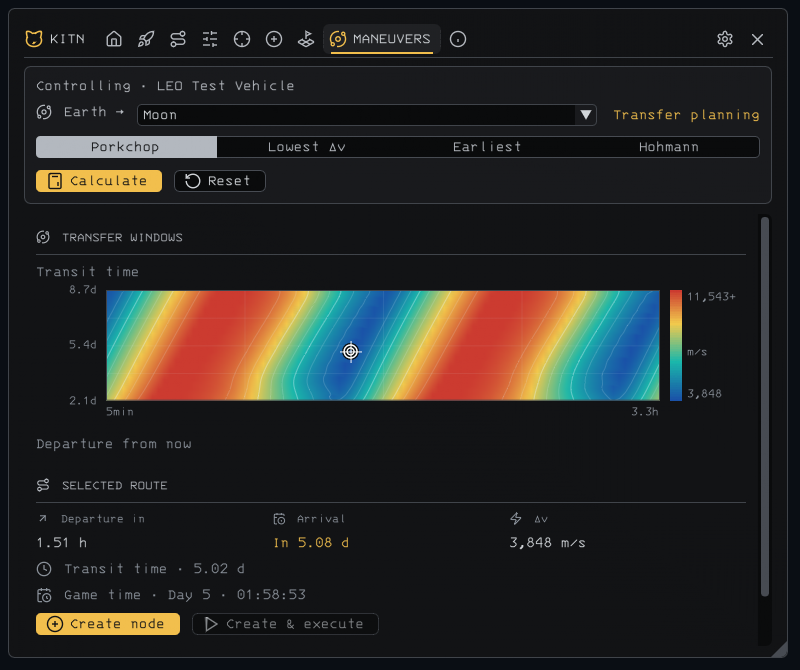 KITN MANEUVERS
Controlling · LEO Test Vehicle
Earth → Moon Transfer planning
Porkchop Lowest Δv Earliest Hohmann
Calculate Reset
TRANSFER WINDOWS
Transit time
8.7d
5.4d
2.1d
11,543+
m/s
3,848
5min 3.3h
Departure from now
SELECTED ROUTE
Departure in Arrival Δv
1.51 h In 5.08 d 3,848 m/s
Transit time · 5.02 d
Game time · Day 5 · 01:58:53
Create node Create & execute